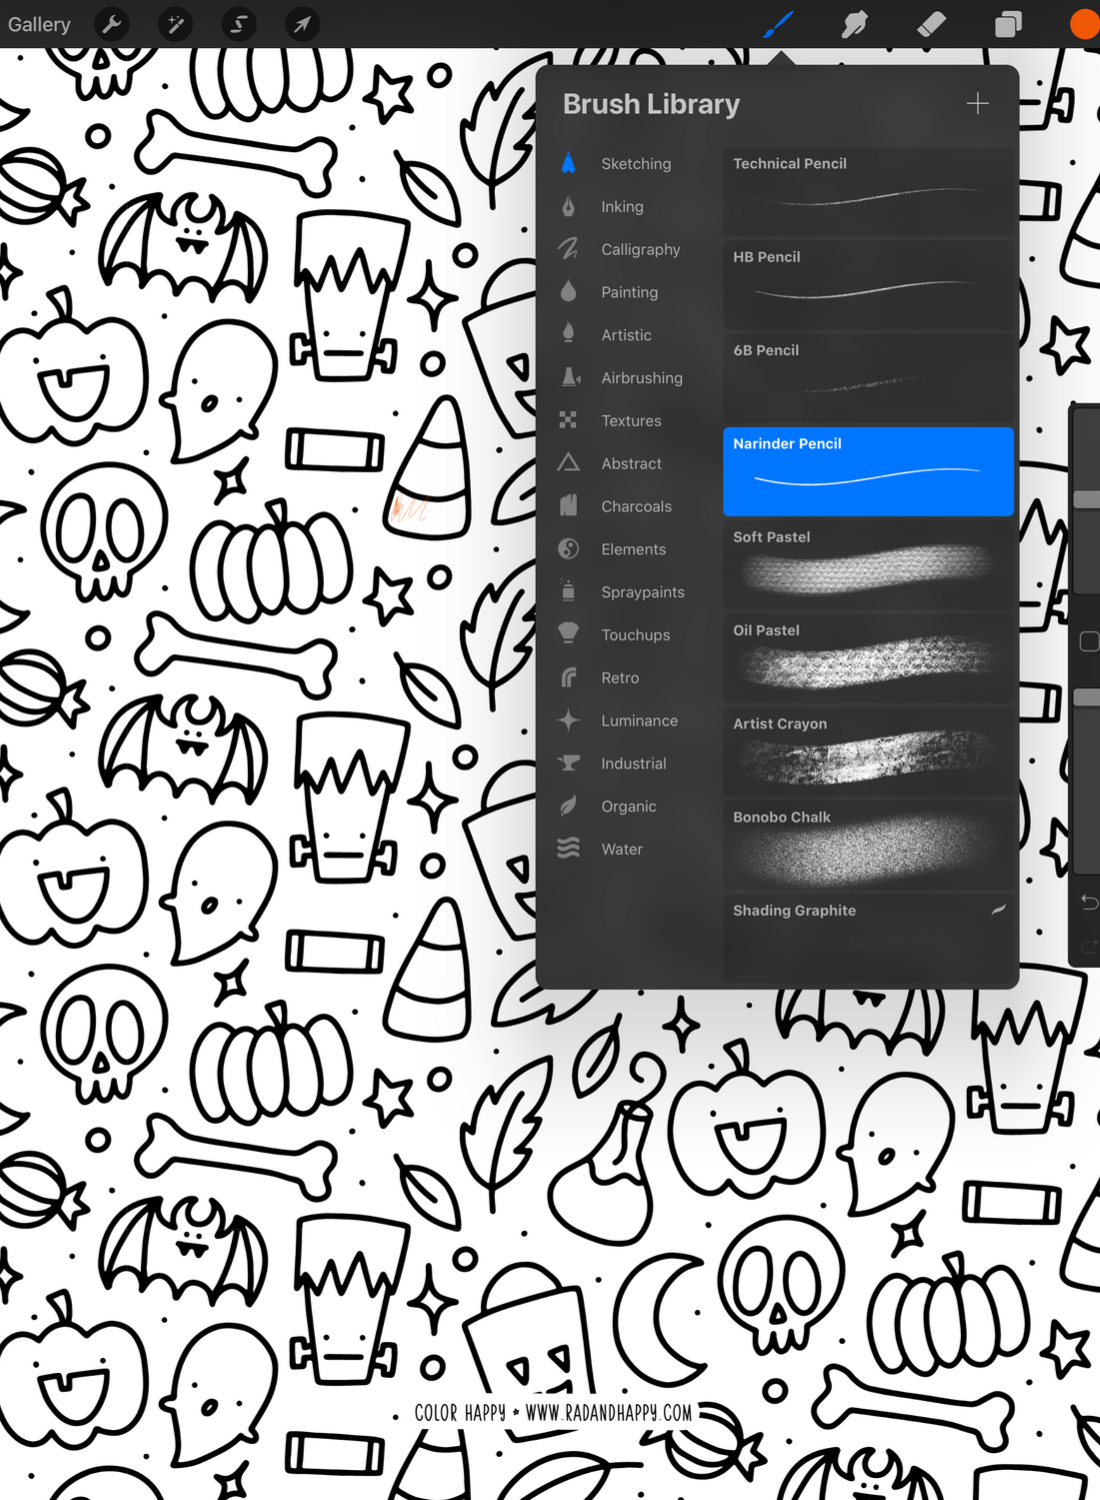 Gallery
Brush Library
Sketching
Inking
Calligraphy
Painting
Artistic
Airbrushing
Textures
Abstract
Charcoals
Elements
Spraypaints
Touchups
Retro
Luminance
Industrial
Organic
Water
Technical Pencil
HB Pencil
6B Pencil
Narinder Pencil
Soft Pastel
Oil Pastel
Artist Crayon
Bonobo Chalk
Shading Graphite
COLOR HAPPY * WWW.RADANDHAPPY.COM